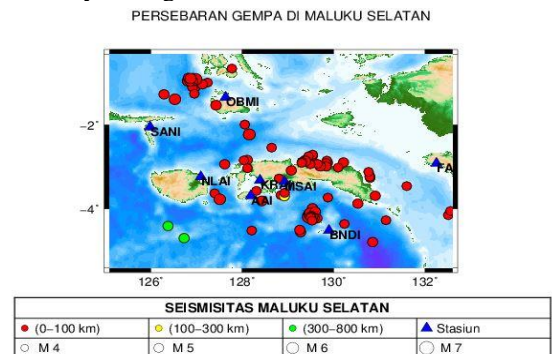 PERSEBARAN GEMPA DI MALUKU SELATAN
OBMI
−2˚
SANI
FA
NLAI
KRAI
MSAI
AAI
−4˚
BNDI
126˚ 128˚ 130˚ 132˚
SEISMISITAS MALUKU SELATAN
(0−100 km) (100−300 km) (300−800 km) Stasiun
M 4 M 5 M 6 M 7